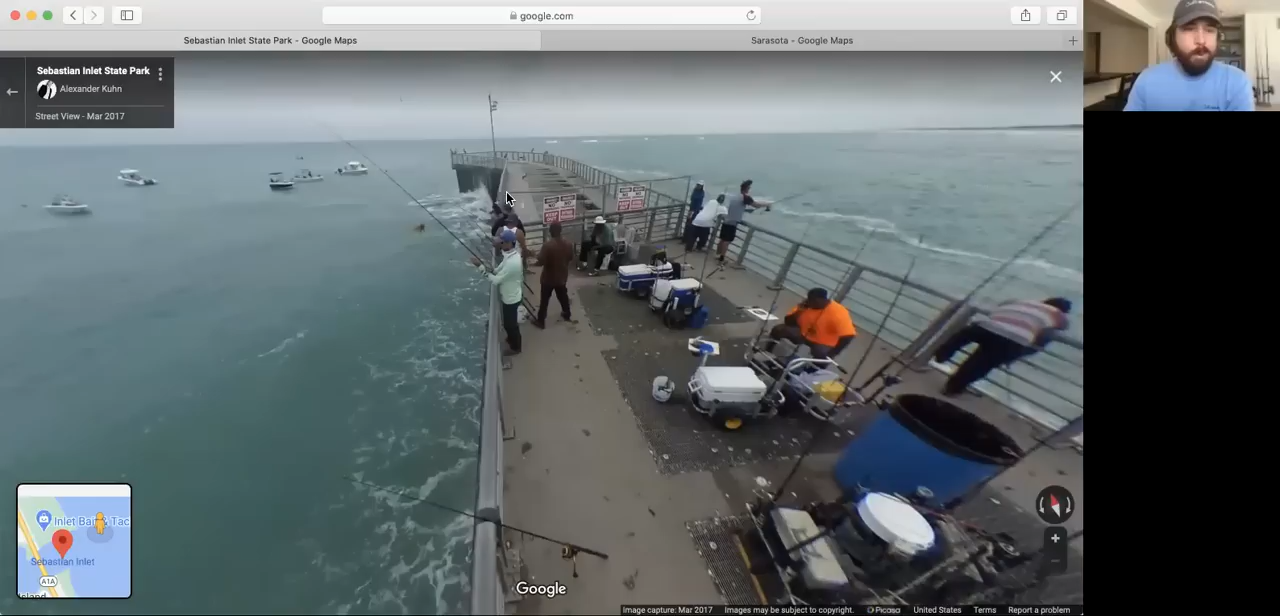 google.com
Sebastian Inlet State Park - Google Maps
Sarasota - Google Maps
Sebastian Inlet State Park
Alexander Kuhn
Street View - Mar 2017
Inlet Bait & Tac
Sebastian Inlet
A1A
Google
Image capture: Mar 2017 Images may be subject to copyright. Picasa United States Terms Report a problem